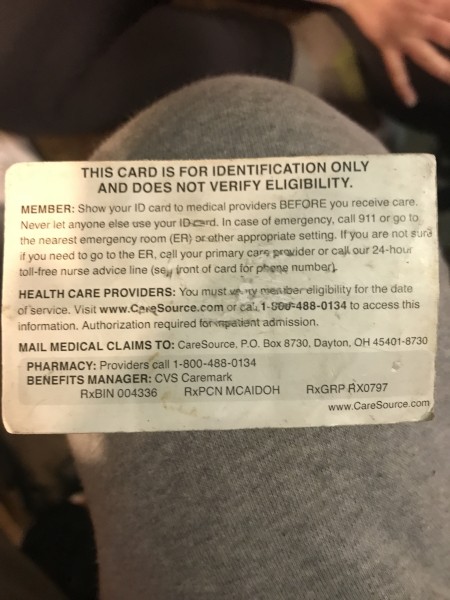 THIS CARD IS FOR IDENTIFICATION ONLY
AND DOES NOT VERIFY ELIGIBILITY.
MEMBER: Show your ID card to medical providers BEFORE you receive care.
Never let anyone else use your ID card. In case of emergency, call 911 or go to
the nearest emergency room (ER) or other appropriate setting. If you are not sure
if you need to go to the ER, call your primary care provider or call our 24-hour
toll-free nurse advice line (see front of card for phone number).
HEALTH CARE PROVIDERS: You must verify member eligibility for the date
of service. Visit www.CareSource.com or call 1-800-488-0134 to access this
information. Authorization required for inpatient admission.
MAIL MEDICAL CLAIMS TO: CareSource, P.O. Box 8730, Dayton, OH 45401-8730
PHARMACY: Providers call 1-800-488-0134
BENEFITS MANAGER: CVS Caremark
RxBIN 004336 RxPCN MCAIDOH RxGRP RX0797
www.CareSource.com